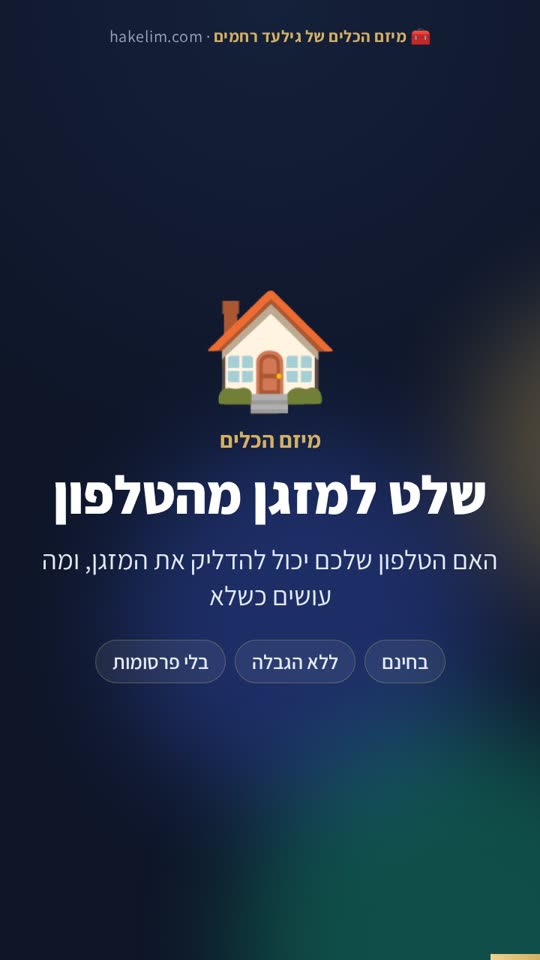 🧰 מיזם הכלים של גילעד רחמים · hakelim.com
מיזם הכלים
שלט למזגן מהטלפון
האם הטלפון שלכם יכול להדליק את המזגן, ומה
עושים כשלא
בחינם
ללא הגבלה
בלי פרסומות